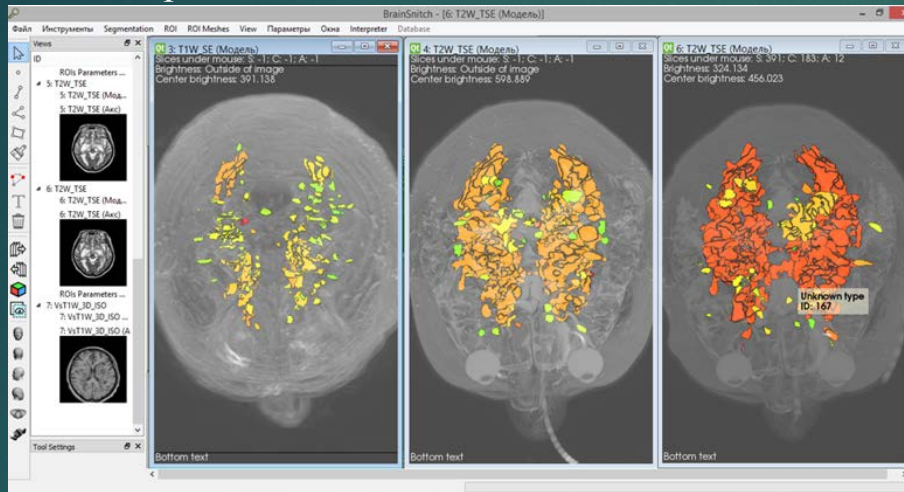 BrainSnitch - [6: T2W_TSE (Модель)]
Файл Инструменты Segmentation ROI ROI Meshes View Параметры Окна Interpreter Database
Views
ID
ROIs Parameters ...
5: T2W_TSE
5: T2W_TSE (Мод...
5: T2W_TSE (Акс)
6: T2W_TSE
6: T2W_TSE (Мод...
6: T2W_TSE (Акс)
ROIs Parameters ...
7: VsT1W_3D_ISO
7: VsT1W_3D_ISO ...
7: VsT1W_3D_ISO (А
Tool Settings
Qt 3: T1W_SE (Модель)
Slices under mouse: S: -1; C: -1; A: -1
Brightness: Outside of image
Center brightness: 391.138
Bottom text
Qt 4: T2W_TSE (Модель)
Slices under mouse: S: -1; C: -1; A: -1
Brightness: Outside of image
Center brightness: 598.889
Bottom text
Qt 6: T2W_TSE (Модель)
Slices under mouse: S: 391; C: 183; A: 12
Brightness: 324.134
Center brightness: 456.023
Unknown type
ID: 167
Bottom text